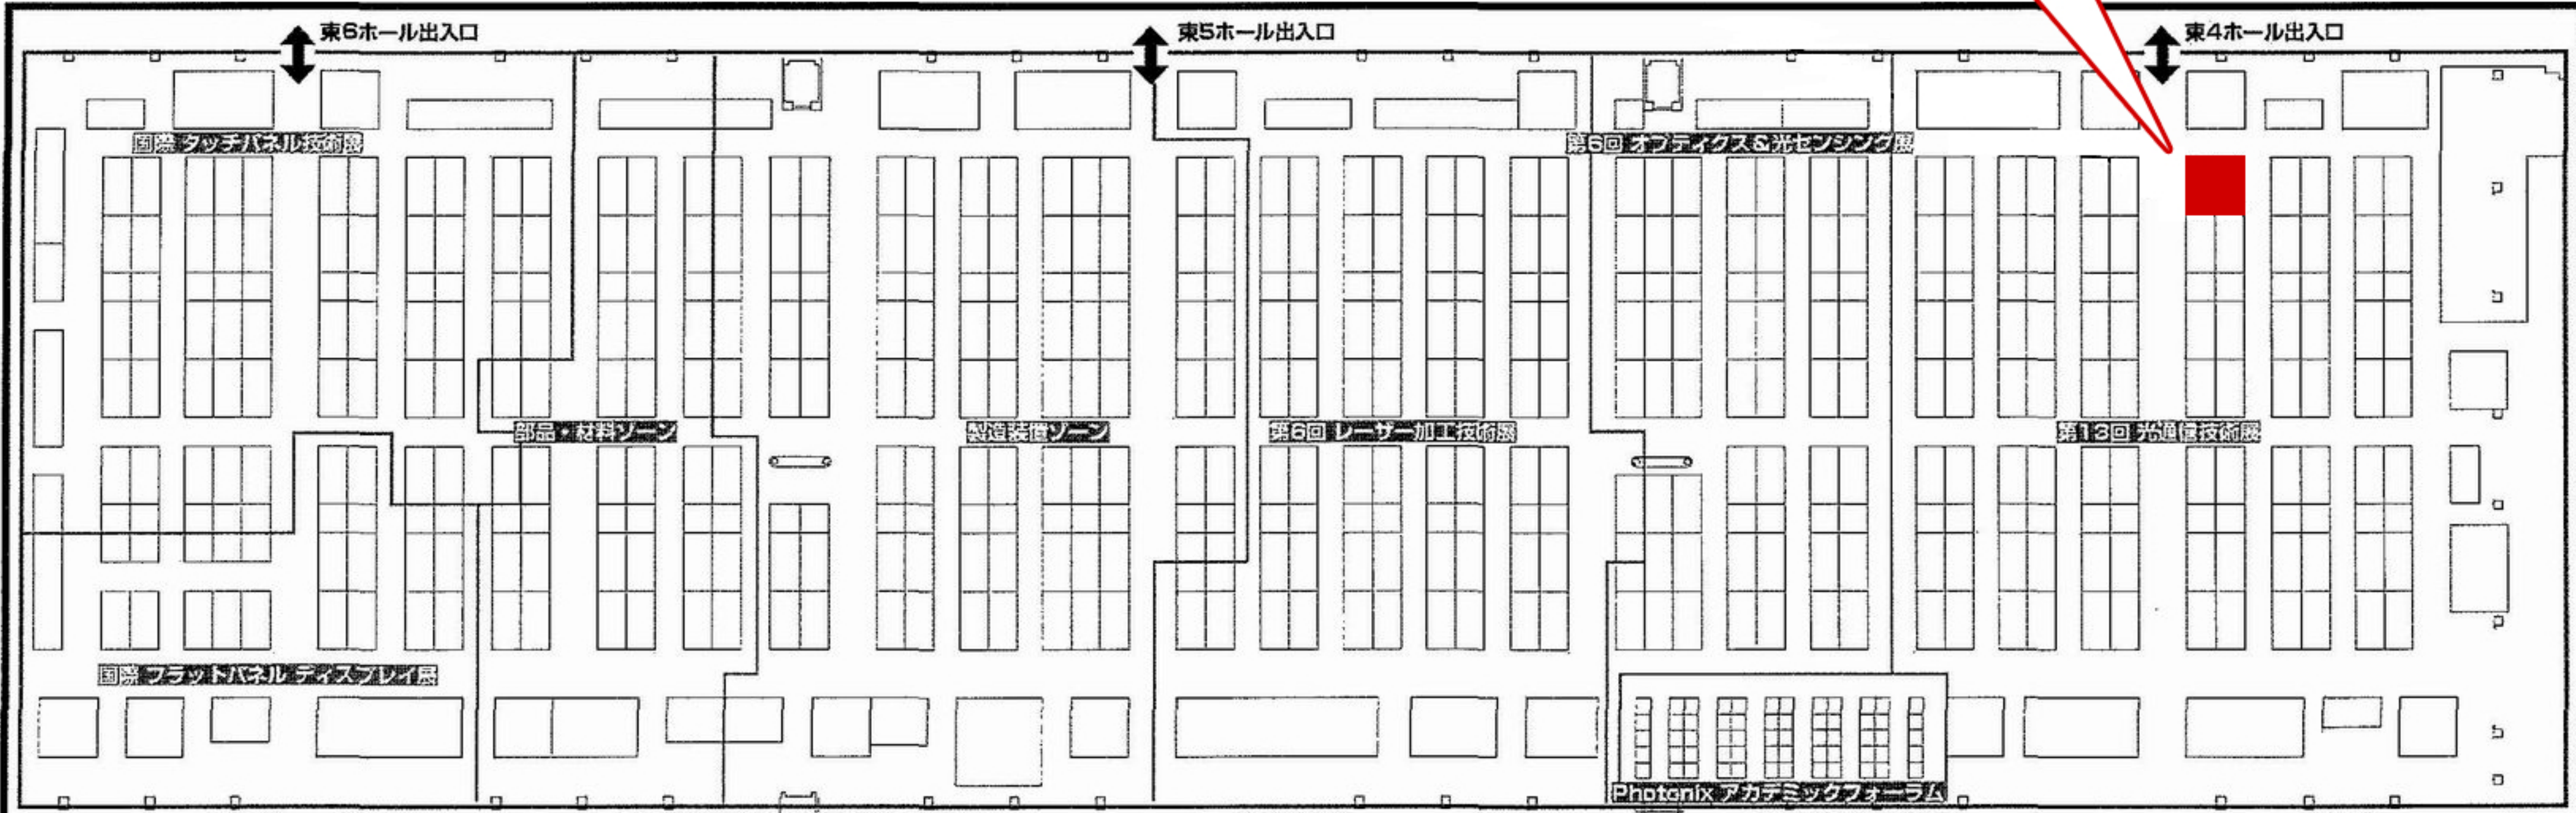 東6ホール出入口
東5ホール出入口
東4ホール出入口
国際 タッチパネル技術展
第6回 オプティクス&光センシング展
部品・材料ゾーン
製造装置ゾーン
第6回 レーザー加工技術展
第13回 光通信技術展
国際 フラットパネル ディスプレイ展
Photonix アカデミックフォーラム